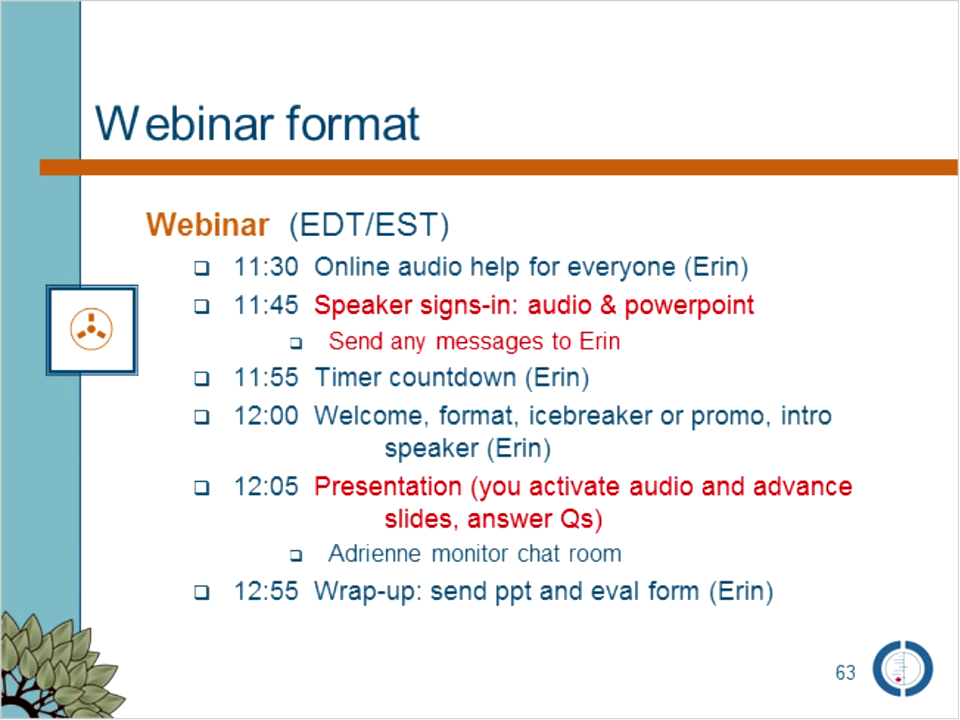 Webinar format
Webinar (EDT/EST)
11:30 Online audio help for everyone (Erin)
11:45 Speaker signs-in: audio & powerpoint
Send any messages to Erin
11:55 Timer countdown (Erin)
12:00 Welcome, format, icebreaker or promo, intro
speaker (Erin)
12:05 Presentation (you activate audio and advance
slides, answer Qs)
Adrienne monitor chat room
12:55 Wrap-up: send ppt and eval form (Erin)
63